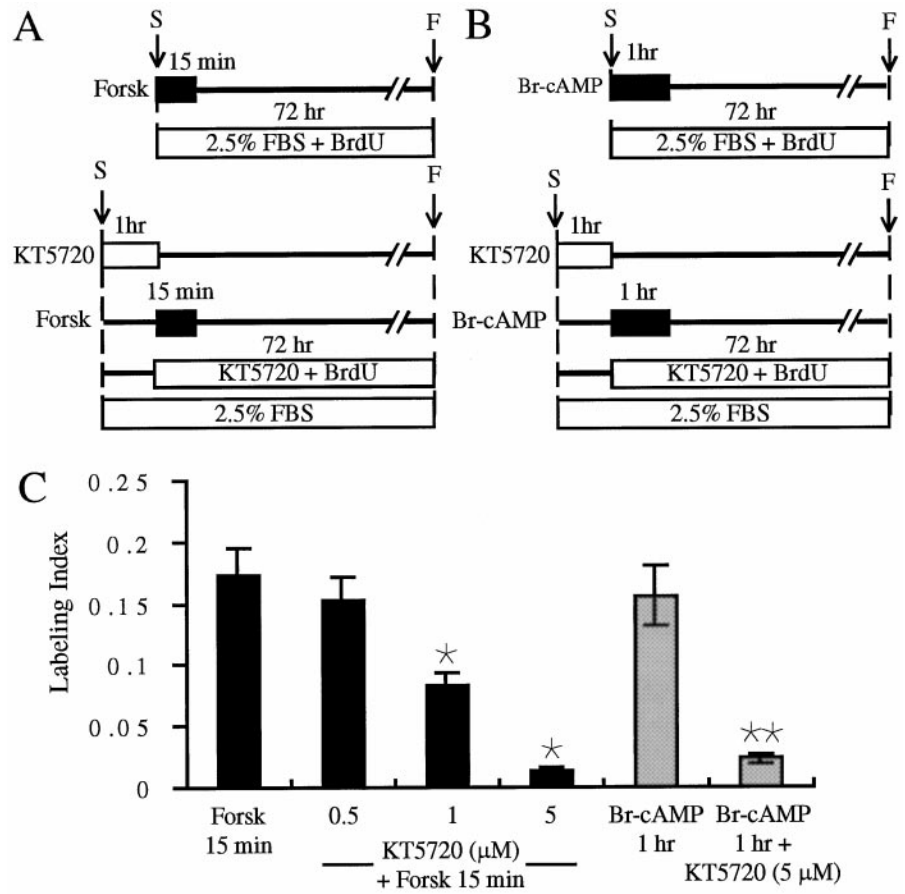 A
S
F
15 min
Forsk
72 hr
2.5% FBS + BrdU
S
F
1hr
KT5720
15 min
Forsk
72 hr
KT5720 + BrdU
2.5% FBS
B
S
F
1hr
Br-cAMP
72 hr
2.5% FBS + BrdU
S
F
1hr
KT5720
1 hr
Br-cAMP
72 hr
KT5720 + BrdU
2.5% FBS
C
Labeling Index
0.25
0.2
0.15
0.1
0.05
0
Forsk
15 min
0.5
1
5
KT5720 (μM)
+ Forsk 15 min
Br-cAMP
1 hr
Br-cAMP
1 hr +
KT5720 (5 μM)